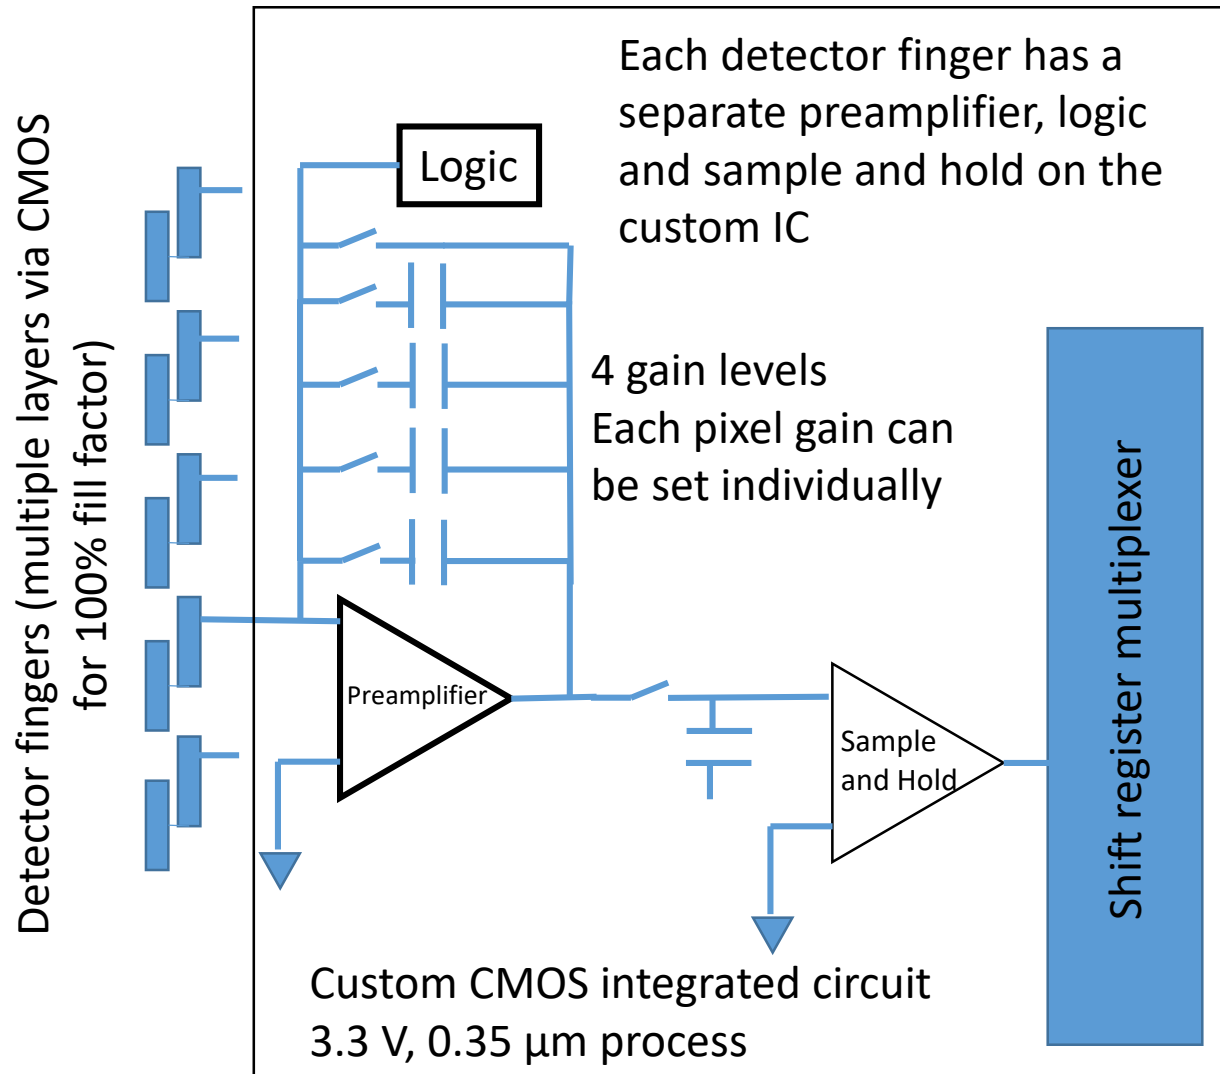 Detector fingers (multiple layers via CMOS
for 100% fill factor)
Each detector finger has a
separate preamplifier, logic
and sample and hold on the
custom IC
Logic
4 gain levels
Each pixel gain can
be set individually
Preamplifier
Sample
and Hold
Shift register multiplexer
Custom CMOS integrated circuit
3.3 V, 0.35 µm process